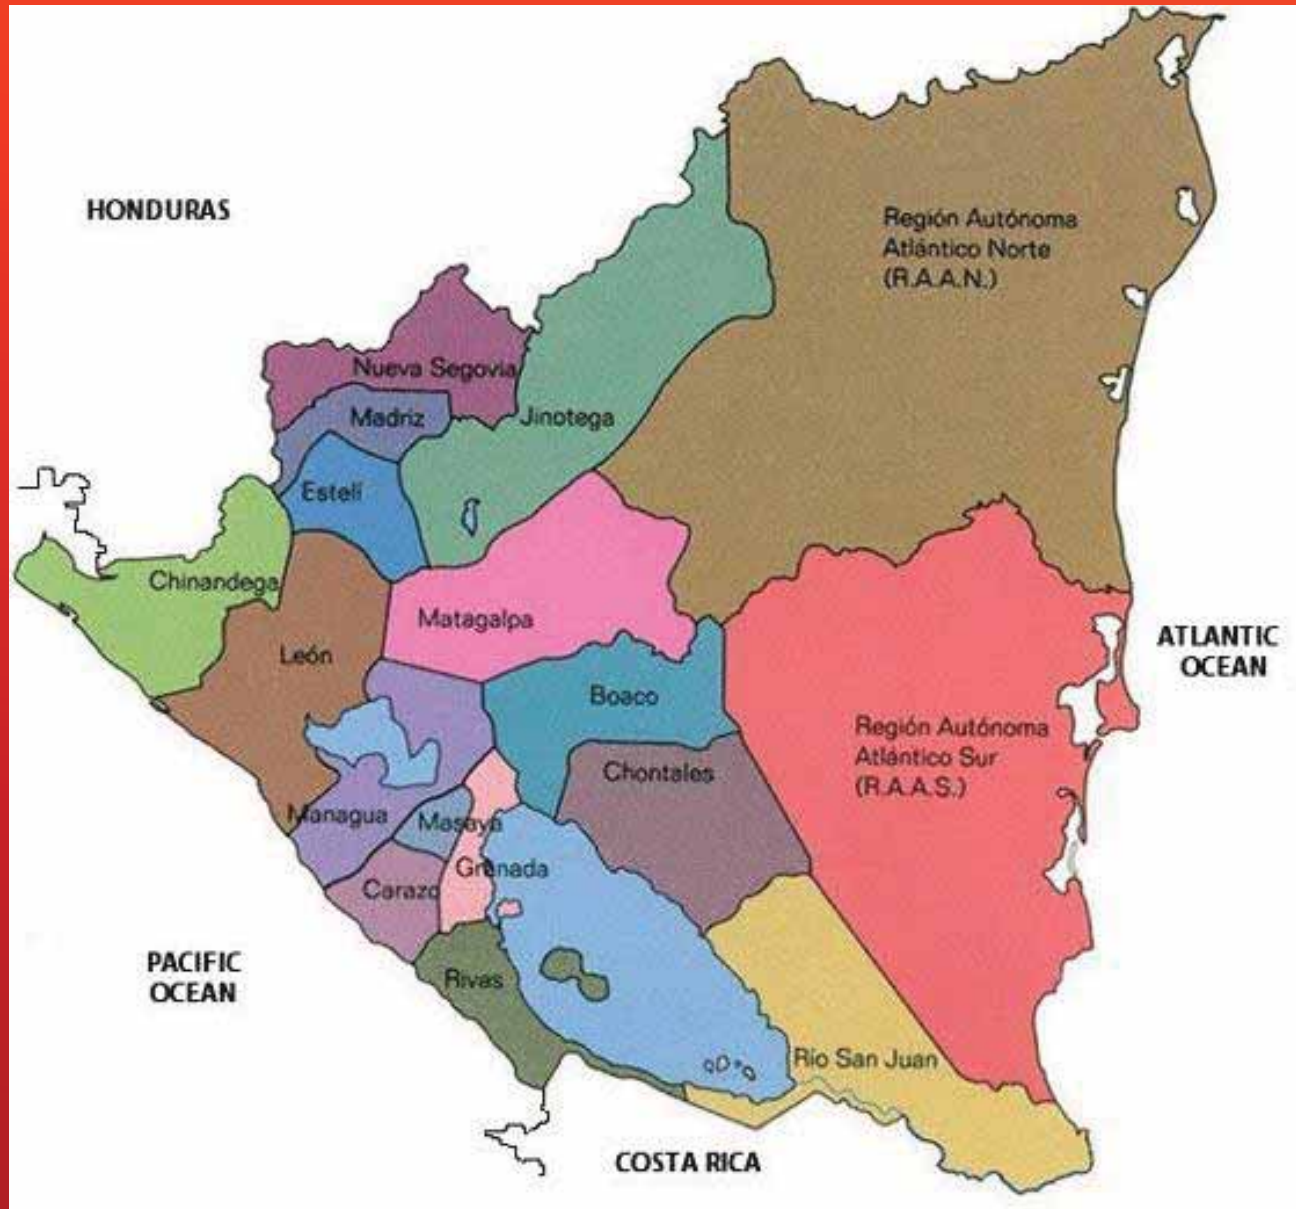 HONDURAS
Región Autónoma
Atlántico Norte
(R.A.A.N.)
Nueva Segovia
Madriz
Jinotega
Estelí
Chinandega
Matagalpa
León
ATLANTIC
OCEAN
Boaco
Región Autónoma
Atlántico Sur
(R.A.A.S.)
Chontales
Managua
Masaya
Grenada
Carazo
PACIFIC
OCEAN
Rivas
Río San Juan
COSTA RICA